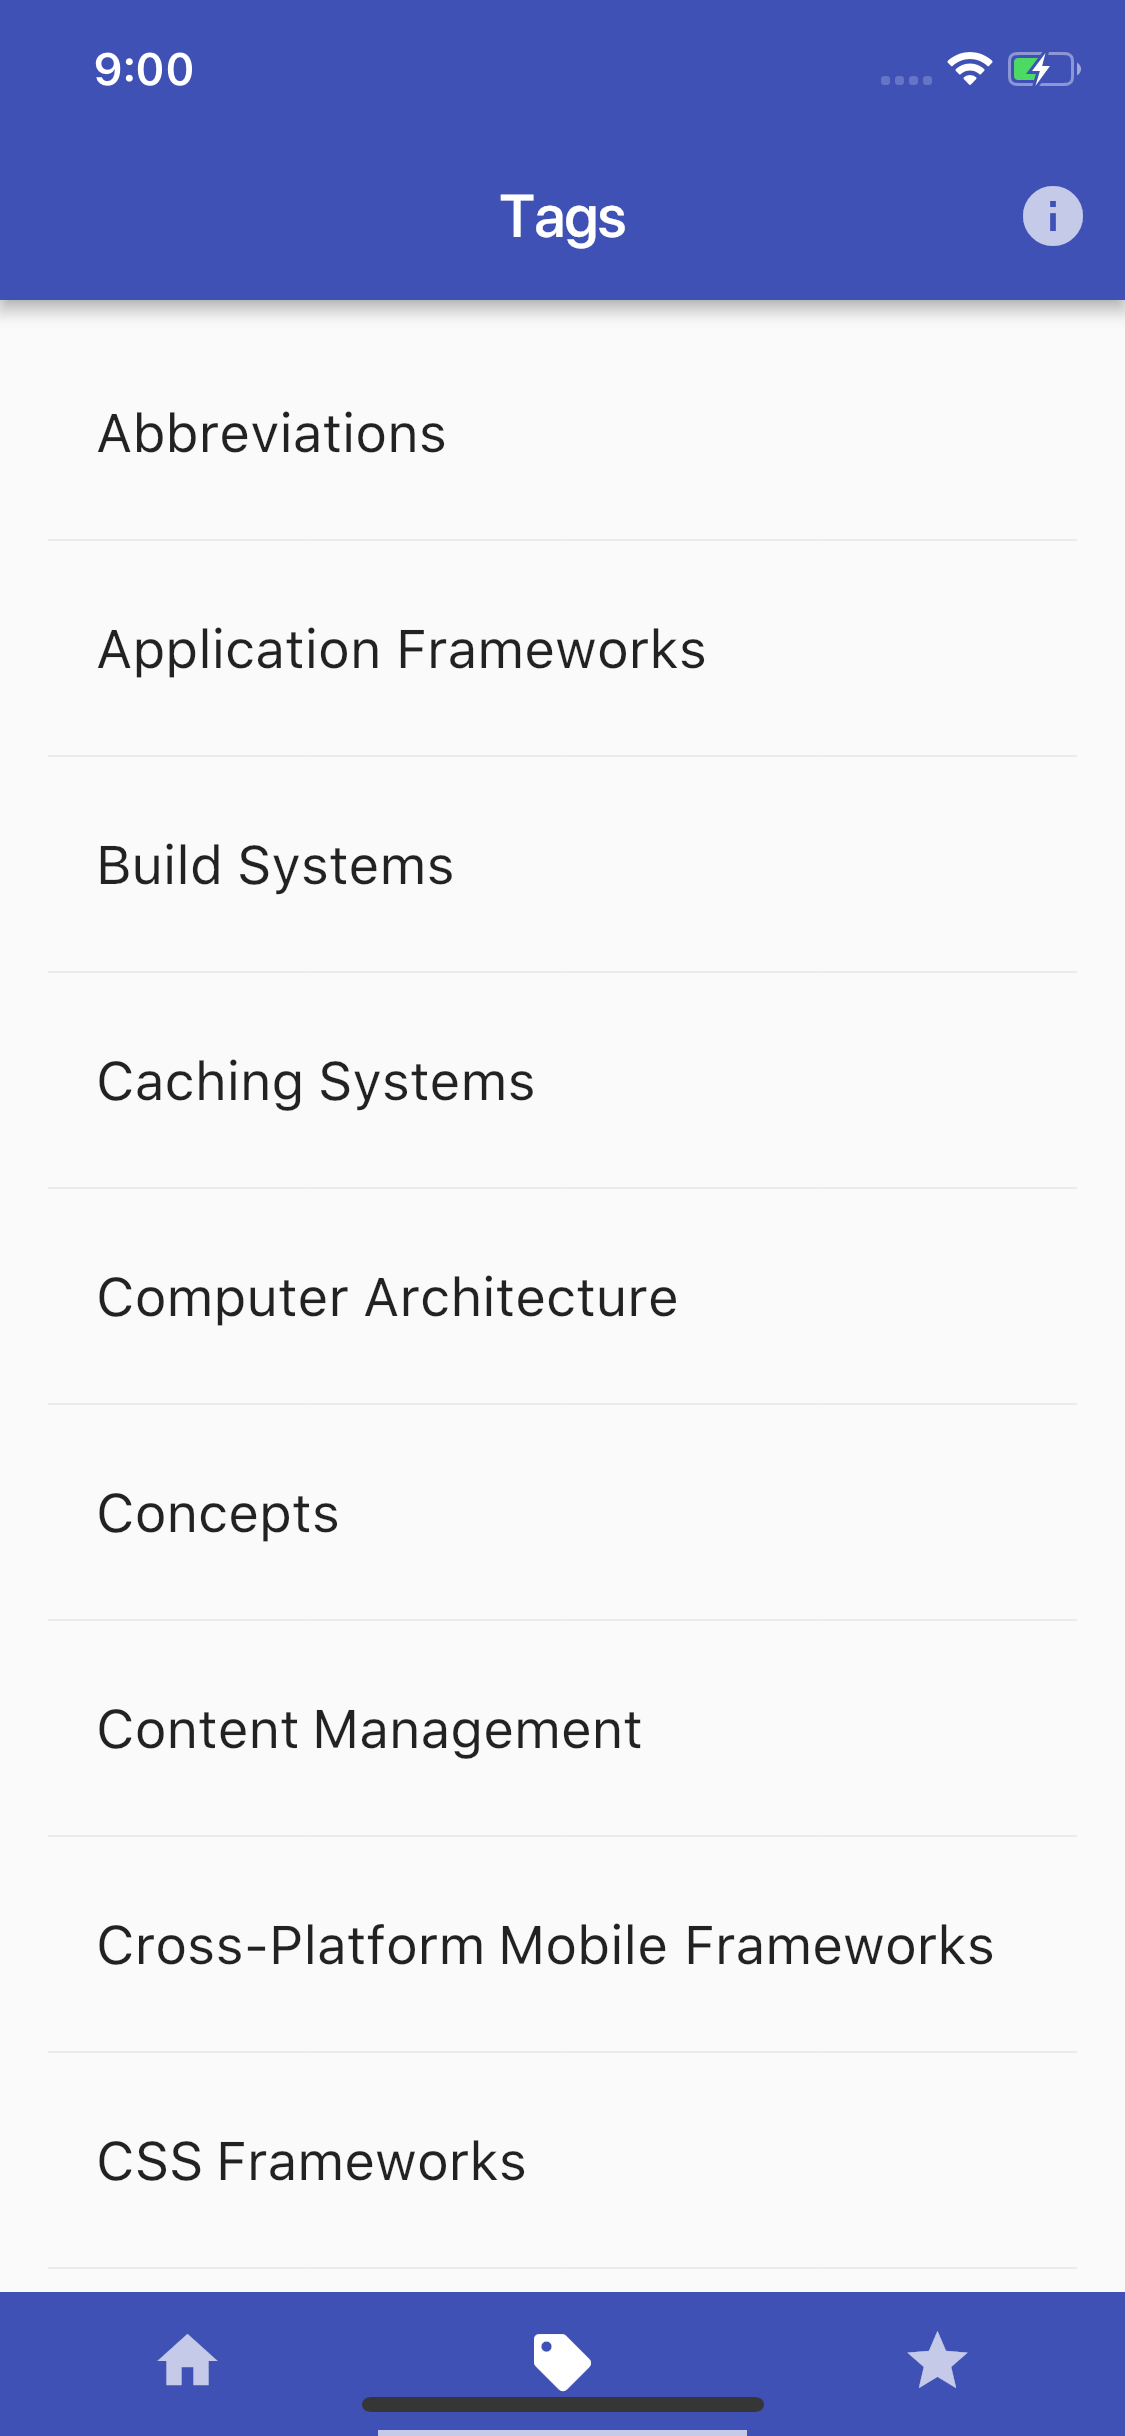 9:00
Tags
Abbreviations
Application Frameworks
Build Systems
Caching Systems
Computer Architecture
Concepts
Content Management
Cross-Platform Mobile Frameworks
CSS Frameworks